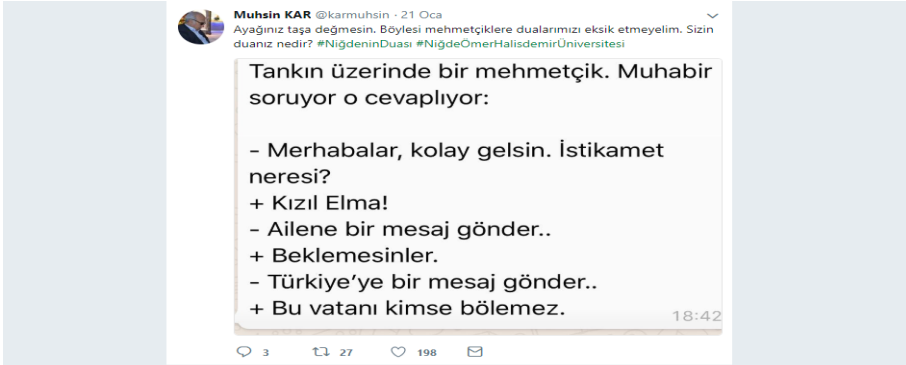 Muhsin KAR @karmuhsin · 21 Oca
Ayağınız taşa değmesin. Böylesi mehmetçiklere dualarımızı eksik etmeyelim. Sizin
duanız nedir? #NiğdeninDuası #NiğdeÖmerHalisdemirÜniversitesi
Tankın üzerinde bir mehmetçik. Muhabir
soruyor o cevaplıyor:
- Merhabalar, kolay gelsin. İstikamet
neresi?
+ Kızıl Elma!
- Ailene bir mesaj gönder..
+ Beklemesinler.
- Türkiye’ye bir mesaj gönder..
+ Bu vatanı kimse bölemez.
18:42
3 27 198